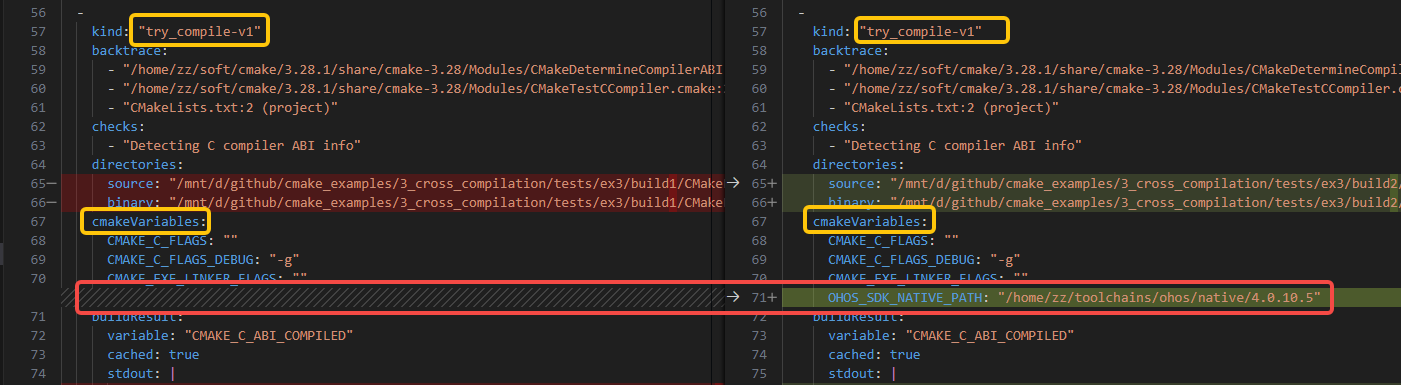 56 -
57 kind: "try_compile-v1"
58 backtrace:
59 - "/home/zz/soft/cmake/3.28.1/share/cmake-3.28/Modules/CMakeDetermineCompilerABI
60 - "/home/zz/soft/cmake/3.28.1/share/cmake-3.28/Modules/CMakeTestCCompiler.cmake:
61 - "CMakeLists.txt:2 (project)"
62 checks:
63 - "Detecting C compiler ABI info"
64 directories:
65− source: "/mnt/d/github/cmake_examples/3_cross_compilation/tests/ex3/build1/CMake
66− binary: "/mnt/d/github/cmake_examples/3_cross_compilation/tests/ex3/build1/CMake
67 cmakeVariables:
68 CMAKE_C_FLAGS: ""
69 CMAKE_C_FLAGS_DEBUG: "-g"
70 CMAKE_EXE_LINKER_FLAGS: ""
71 buildResult:
72 variable: "CMAKE_C_ABI_COMPILED"
73 cached: true
74 stdout: |
56 -
57 kind: "try_compile-v1"
58 backtrace:
59 - "/home/zz/soft/cmake/3.28.1/share/cmake-3.28/Modules/CMakeDetermineCompil
60 - "/home/zz/soft/cmake/3.28.1/share/cmake-3.28/Modules/CMakeTestCCompiler.c
61 - "CMakeLists.txt:2 (project)"
62 checks:
63 - "Detecting C compiler ABI info"
64 directories:
65+ source: "/mnt/d/github/cmake_examples/3_cross_compilation/tests/ex3/build2/
66+ binary: "/mnt/d/github/cmake_examples/3_cross_compilation/tests/ex3/build2/
67 cmakeVariables:
68 CMAKE_C_FLAGS: ""
69 CMAKE_C_FLAGS_DEBUG: "-g"
70 CMAKE_EXE_LINKER_FLAGS: ""
71+ OHOS_SDK_NATIVE_PATH: "/home/zz/toolchains/ohos/native/4.0.10.5"
72 buildResult:
73 variable: "CMAKE_C_ABI_COMPILED"
74 cached: true
75 stdout: |